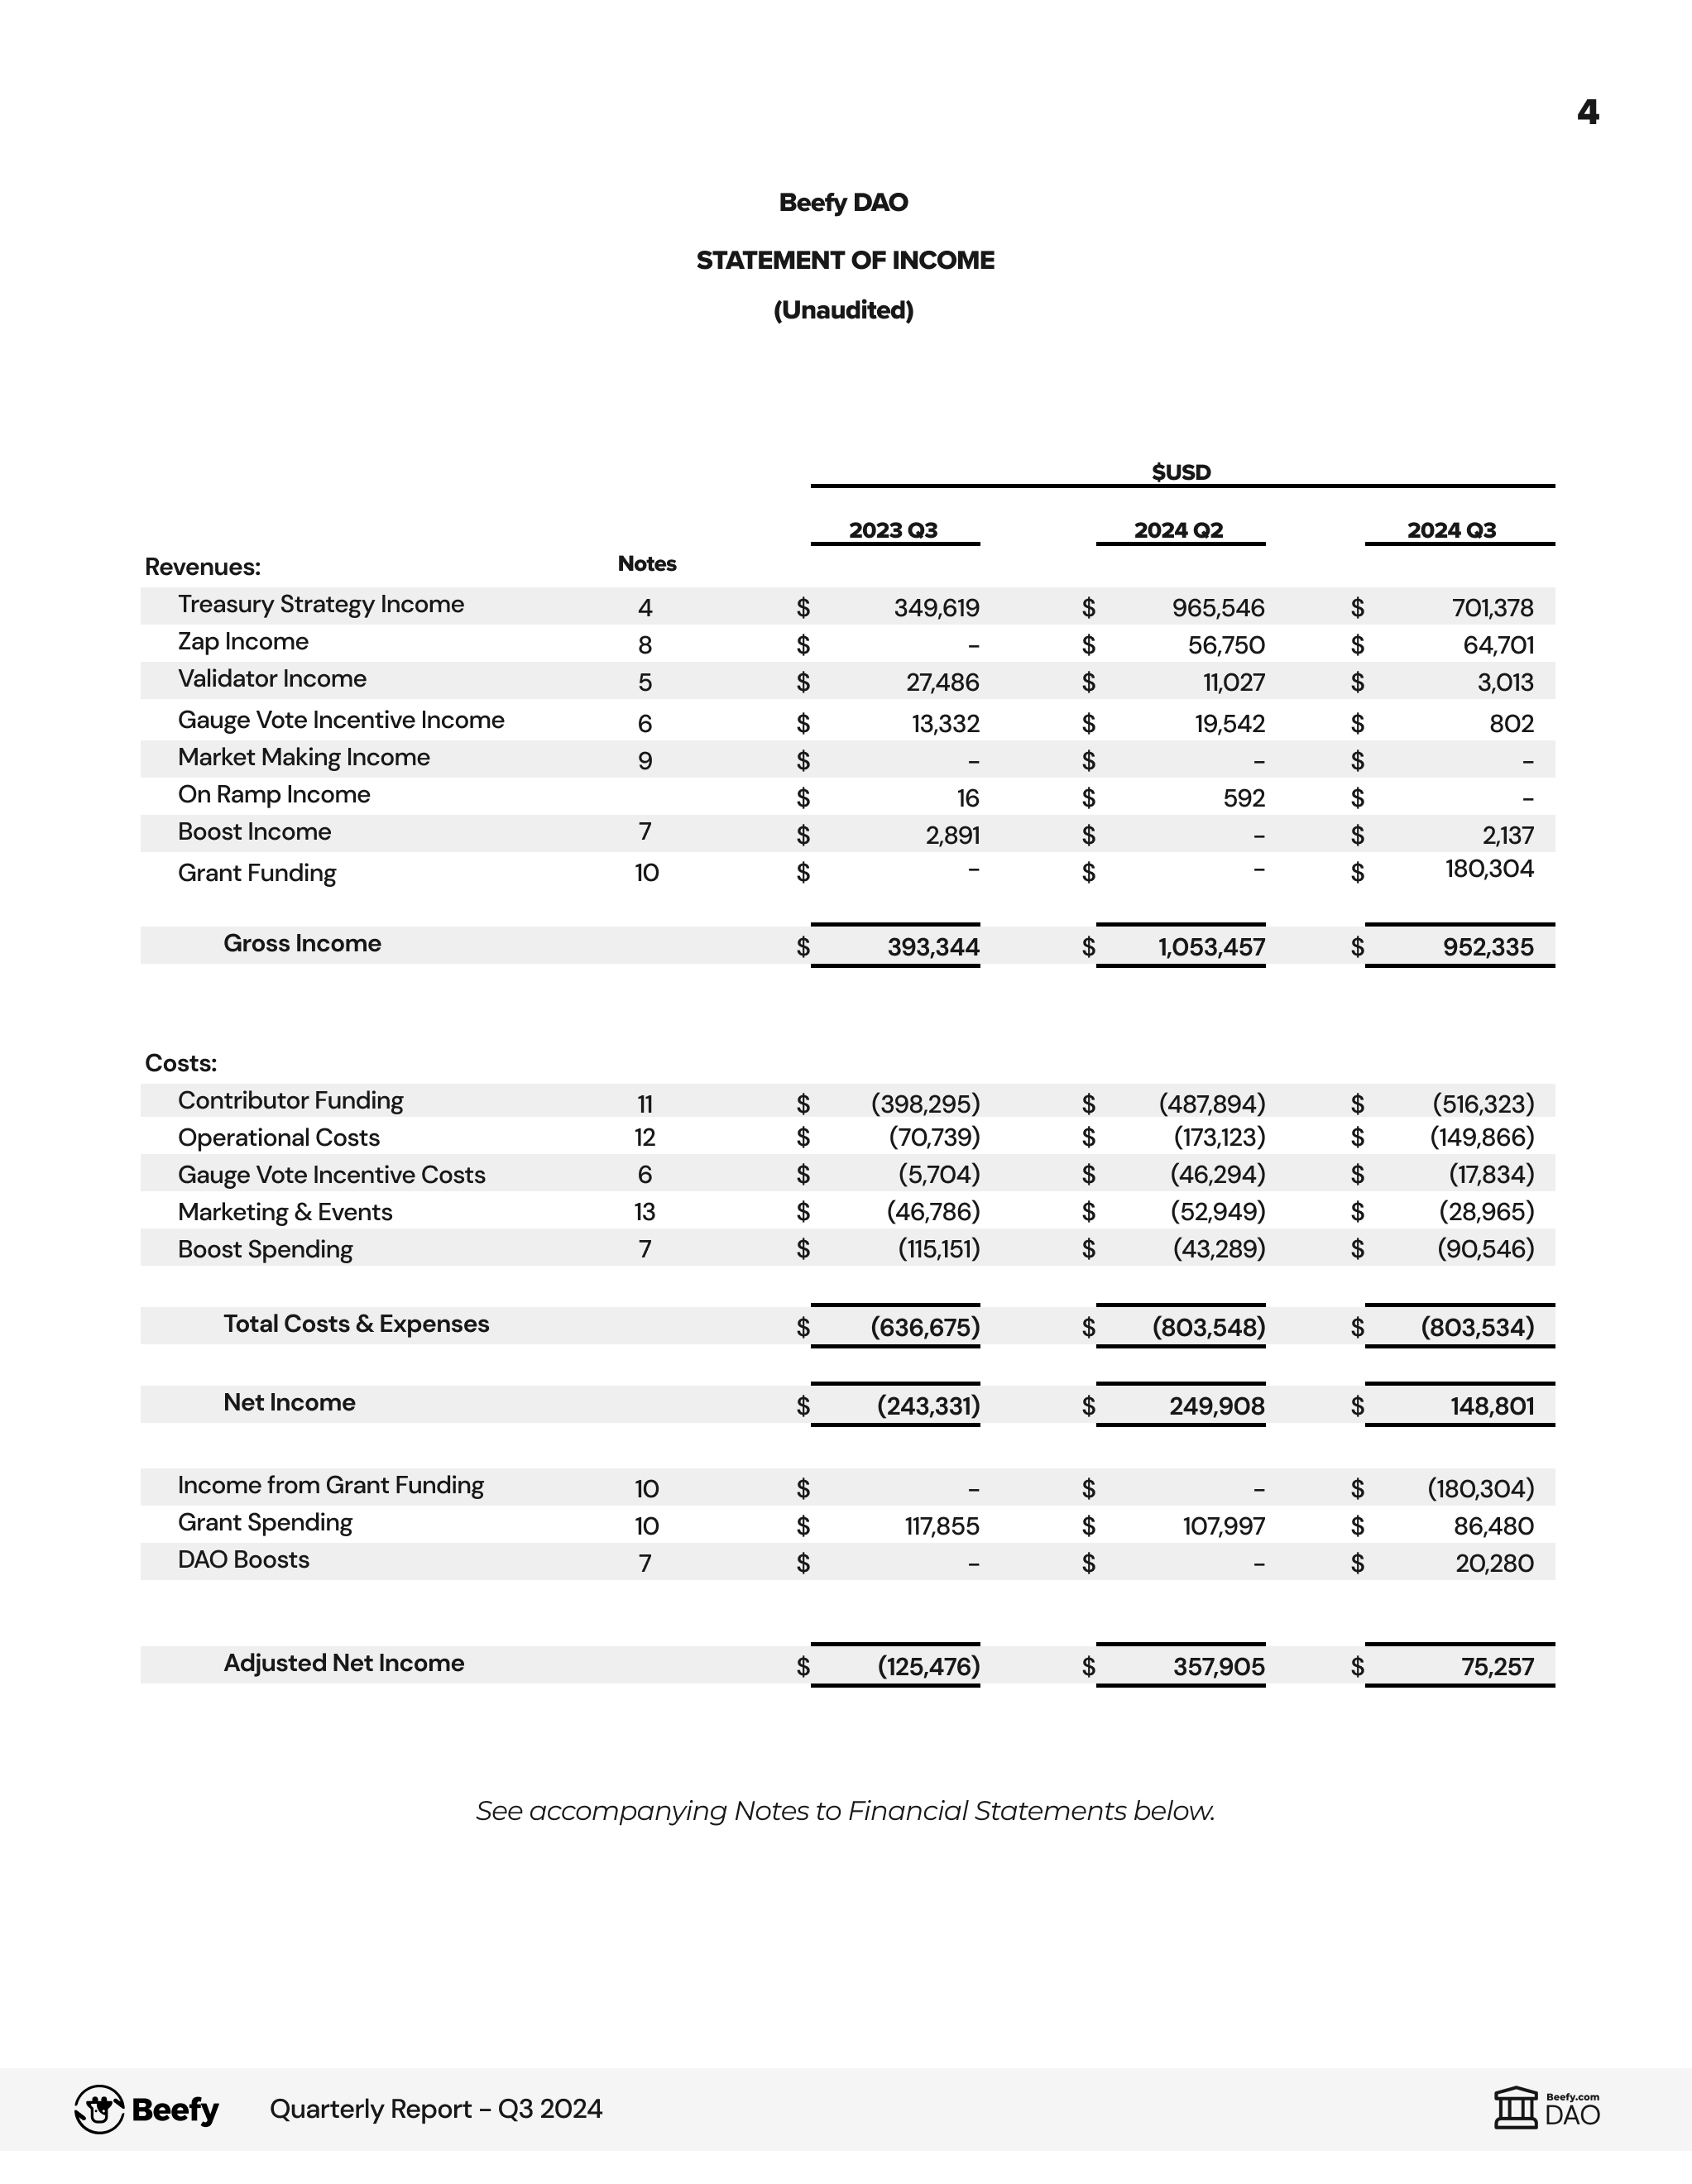 4
Beefy DAO
STATEMENT OF INCOME
(Unaudited)
$USD
2023 Q3 2024 Q2 2024 Q3
Revenues: Notes
Treasury Strategy Income 4 $ 349,619 $ 965,546 $ 701,378
Zap Income 8 $ – $ 56,750 $ 64,701
Validator Income 5 $ 27,486 $ 11,027 $ 3,013
Gauge Vote Incentive Income 6 $ 13,332 $ 19,542 $ 802
Market Making Income 9 $ – $ – $ –
On Ramp Income $ 16 $ 592 $ –
Boost Income 7 $ 2,891 $ – $ 2,137
Grant Funding 10 $ – $ – $ 180,304
Gross Income $ 393,344 $ 1,053,457 $ 952,335
Costs:
Contributor Funding 11 $ (398,295) $ (487,894) $ (516,323)
Operational Costs 12 $ (70,739) $ (173,123) $ (149,866)
Gauge Vote Incentive Costs 6 $ (5,704) $ (46,294) $ (17,834)
Marketing & Events 13 $ (46,786) $ (52,949) $ (28,965)
Boost Spending 7 $ (115,151) $ (43,289) $ (90,546)
Total Costs & Expenses $ (636,675) $ (803,548) $ (803,534)
Net Income $ (243,331) $ 249,908 $ 148,801
Income from Grant Funding 10 $ – $ – $ (180,304)
Grant Spending 10 $ 117,855 $ 107,997 $ 86,480
DAO Boosts 7 $ – $ – $ 20,280
Adjusted Net Income $ (125,476) $ 357,905 $ 75,257
See accompanying Notes to Financial Statements below.
Beefy Quarterly Report – Q3 2024 Beefy.com
DAO